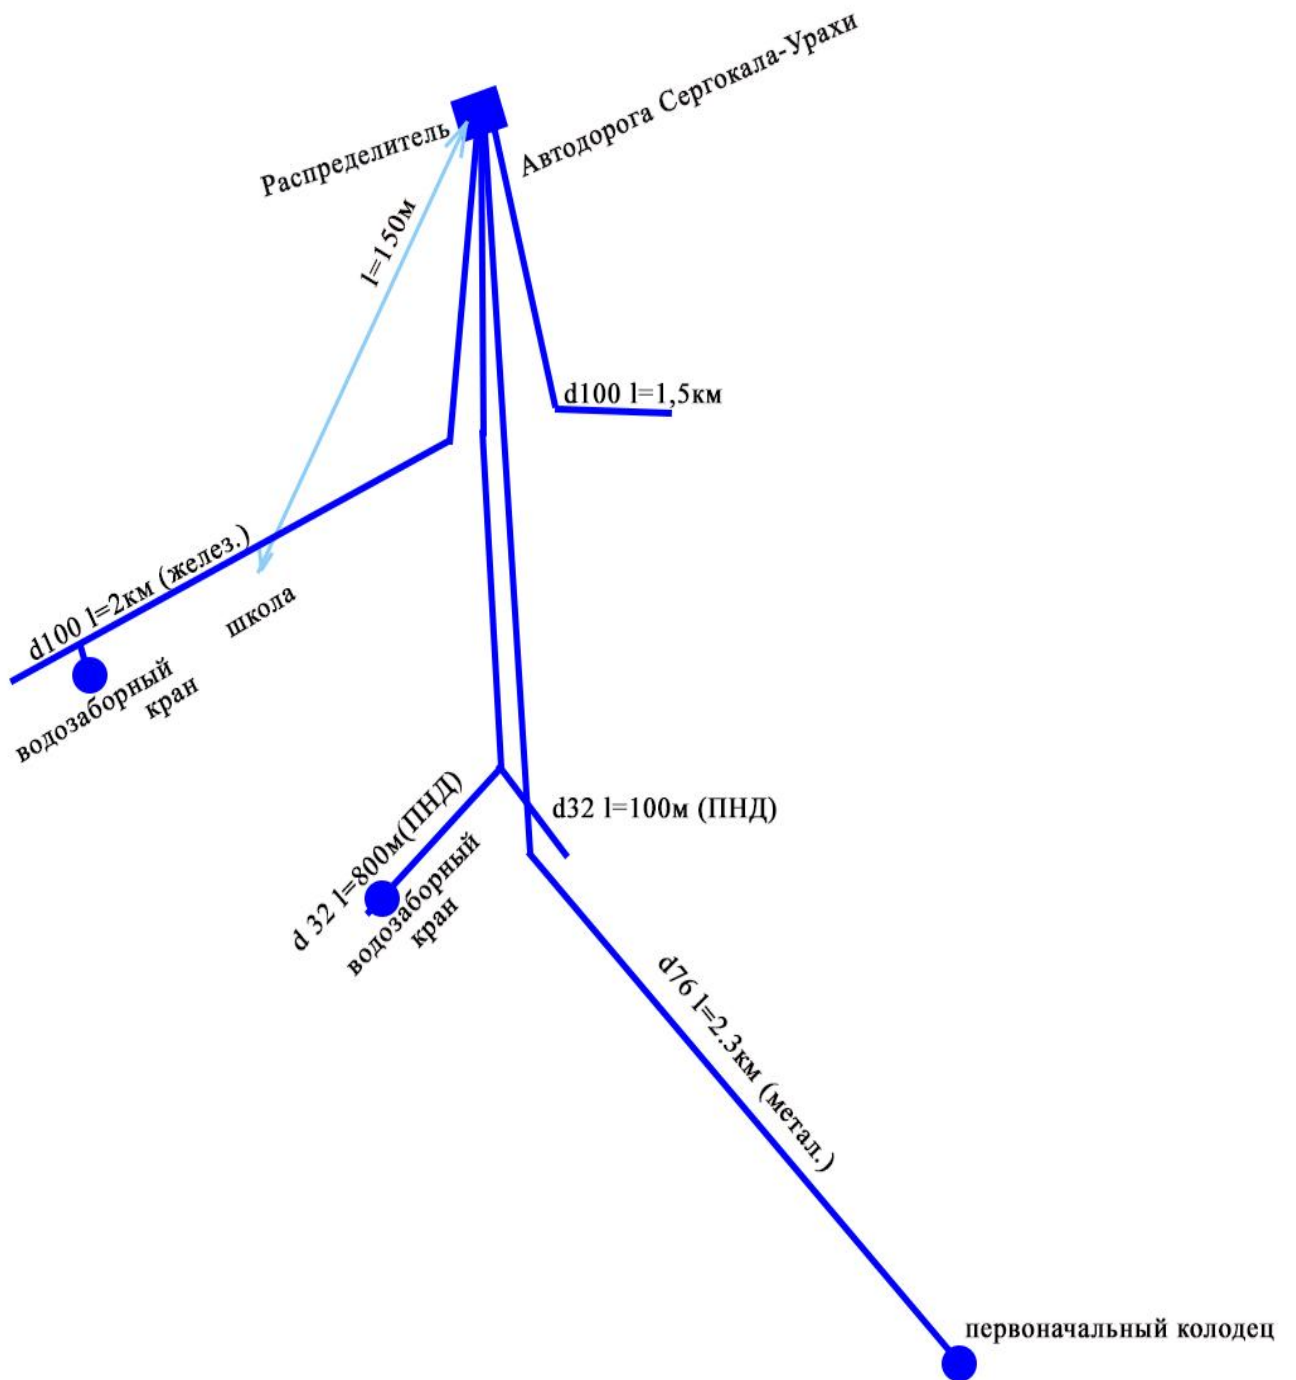 Автодорога Сергокала-Урахи
Распределитель
l=150м
d100 l=1,5км
d100 l=2км (желез.)
школа
водозаборный
кран
d32 l=100м (ПНД)
d 32 l=800м(ПНД)
водозаборный
кран
d76 l=2.3км (метал.)
первоначальный колодец